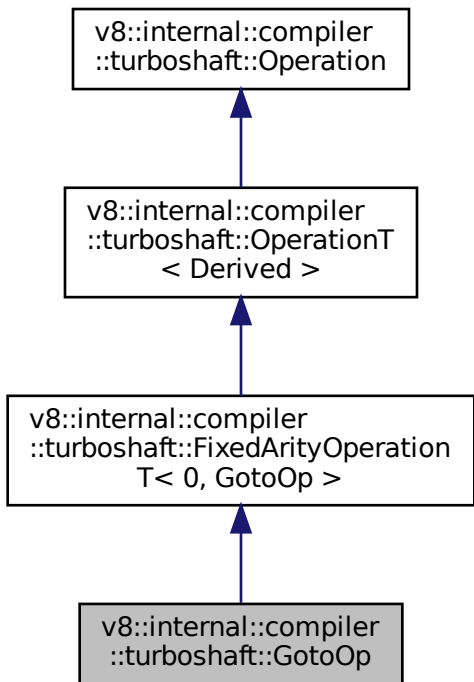 v8::internal::compiler
::turboshaft::Operation
v8::internal::compiler
::turboshaft::OperationT
< Derived >
v8::internal::compiler
::turboshaft::FixedArityOperation
T< 0, GotoOp >
v8::internal::compiler
::turboshaft::GotoOp